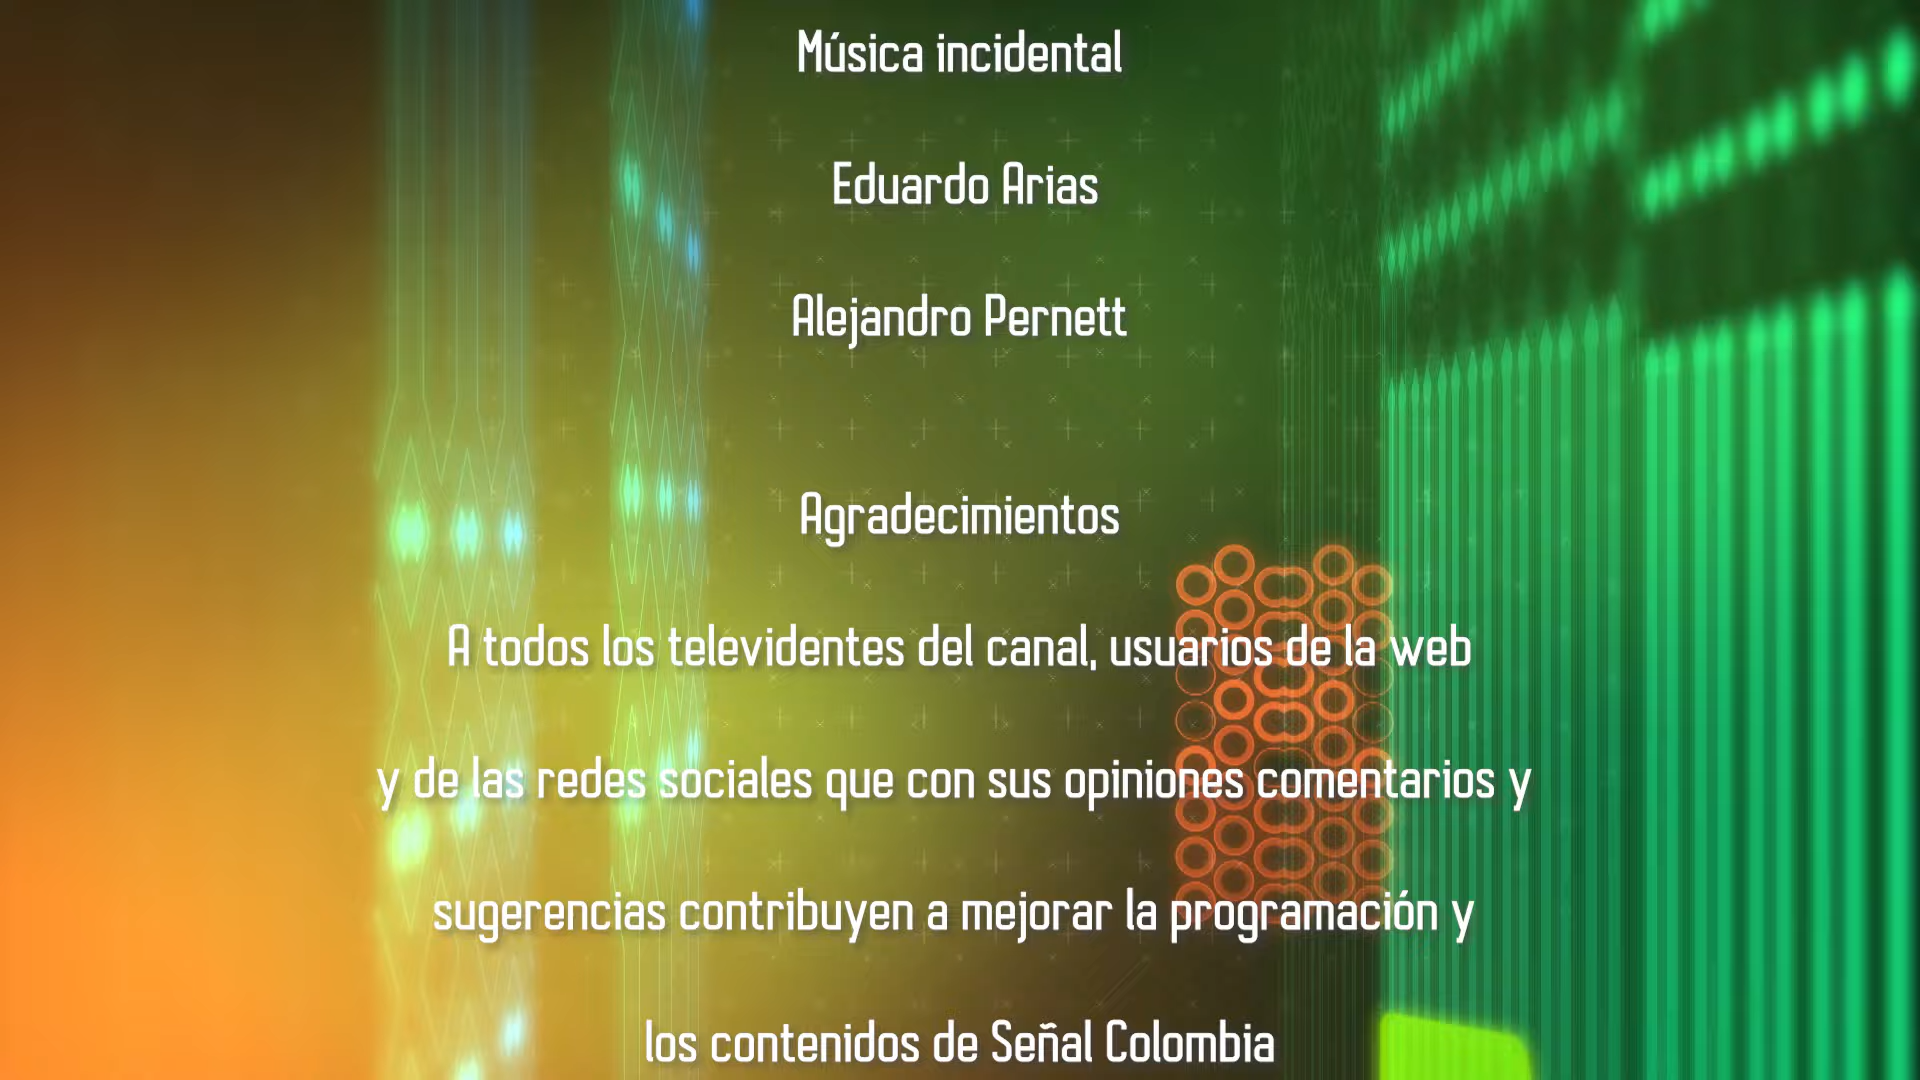 Música incidental
Eduardo Arias
Alejandro Pernett
Agradecimientos
A todos los televidentes del canal, usuarios de la web
y de las redes sociales que con sus opiniones comentarios y
sugerencias contribuyen a mejorar la programación y
los contenidos de Señal Colombia